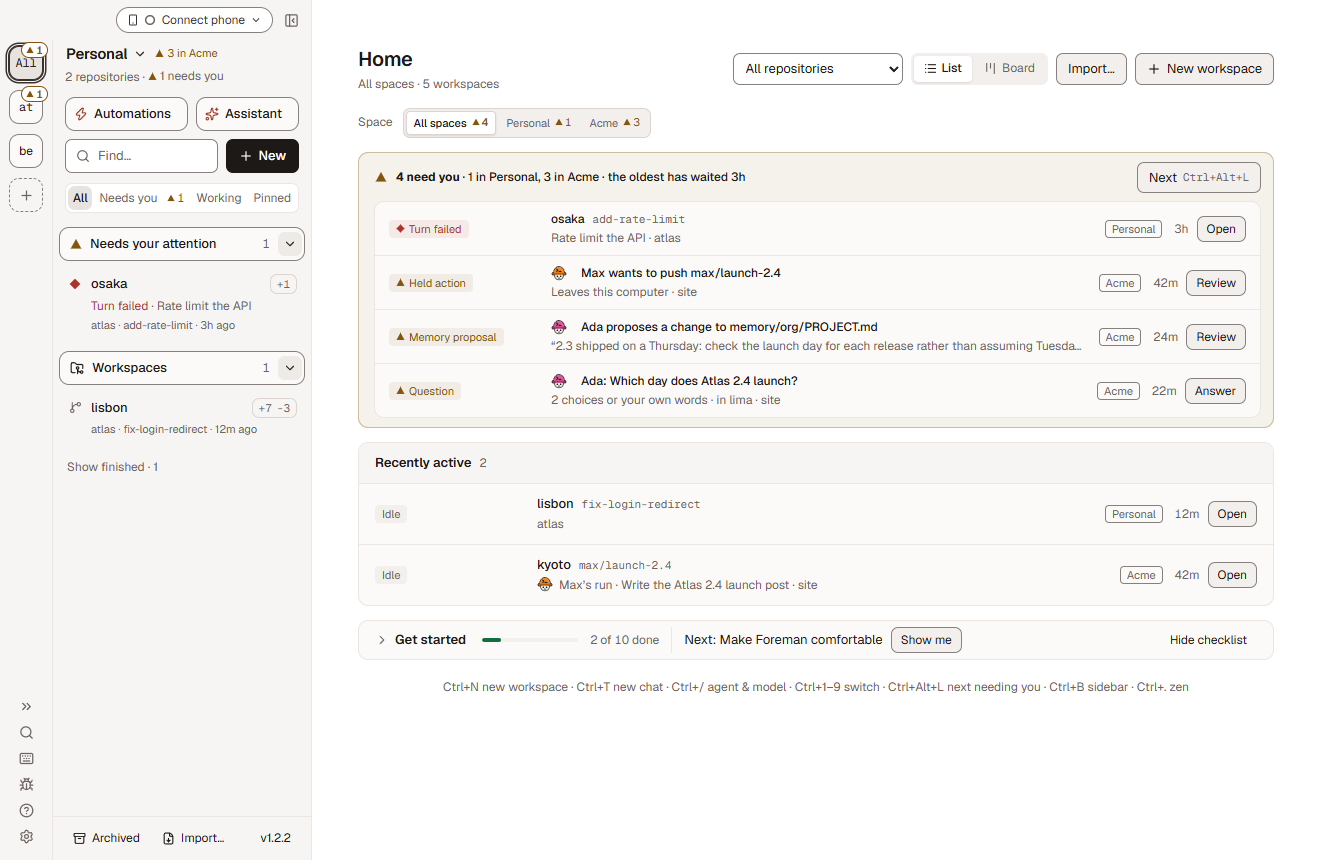 Connect phone
1
All
1
at
be
Personal
3 in Acme
2 repositories · 1 needs you
Automations
Assistant
Find...
New
All
Needs you
1
Working
Pinned
Needs your attention
1
osaka
+1
Turn failed · Rate limit the API
atlas · add-rate-limit · 3h ago
Workspaces
1
lisbon
+7 -3
atlas · fix-login-redirect · 12m ago
Show finished · 1
Archived
Import...
v1.2.2
Home
All spaces · 5 workspaces
All repositories
List
Board
Import...
New workspace
Space
All spaces 4
Personal 1
Acme 3
4 need you · 1 in Personal, 3 in Acme · the oldest has waited 3h
Next Ctrl+Alt+L
Turn failed
osaka add-rate-limit
Rate limit the API · atlas
Personal
3h
Open
Held action
Max wants to push max/launch-2.4
Leaves this computer · site
Acme
42m
Review
Memory proposal
Ada proposes a change to memory/org/PROJECT.md
“2.3 shipped on a Thursday: check the launch day for each release rather than assuming Tuesda...
Acme
24m
Review
Question
Ada: Which day does Atlas 2.4 launch?
2 choices or your own words · in lima · site
Acme
22m
Answer
Recently active 2
Idle
lisbon fix-login-redirect
atlas
Personal
12m
Open
Idle
kyoto max/launch-2.4
Max's run · Write the Atlas 2.4 launch post · site
Acme
42m
Open
Get started
2 of 10 done
Next: Make Foreman comfortable
Show me
Hide checklist
Ctrl+N new workspace · Ctrl+T new chat · Ctrl+/ agent & model · Ctrl+1–9 switch · Ctrl+Alt+L next needing you · Ctrl+B sidebar · Ctrl+. zen